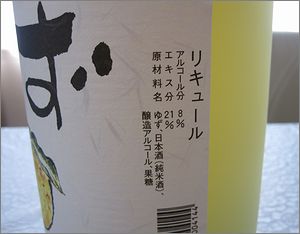 リキュール
アルコール分 8%
エキス分 21%
原材料名 ゆず、日本酒(純米酒)、
醸造アルコール、果糖
ず